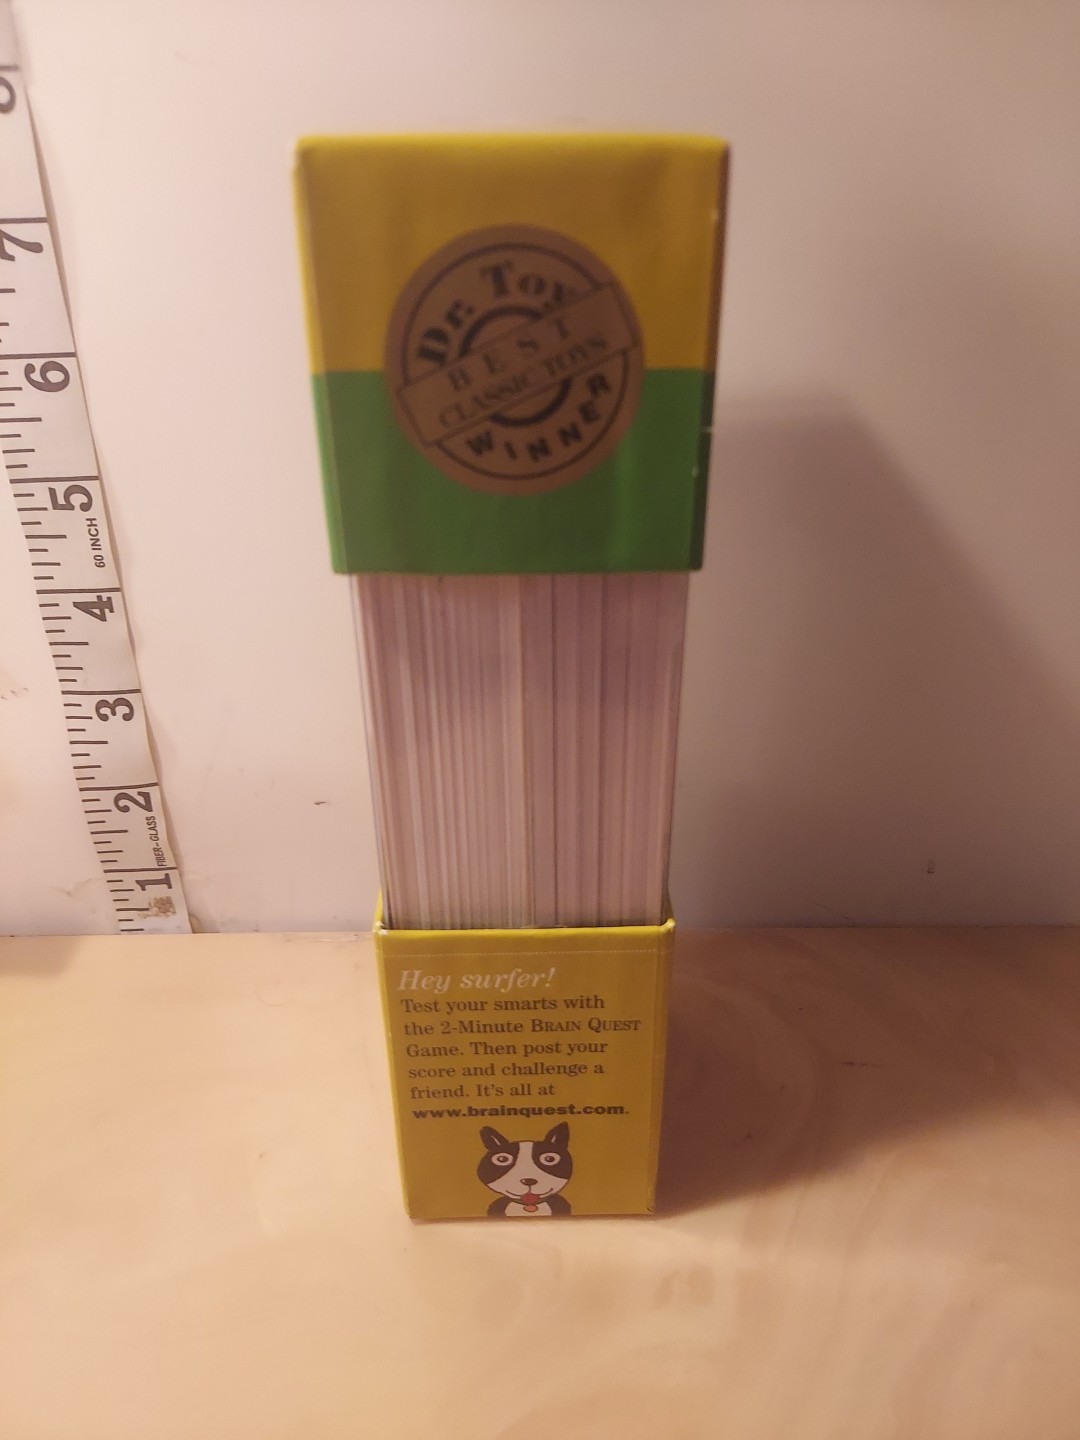 8
7
6
5
60 INCH
4
3
2
FIBER-GLASS
1
Dr. Toy
BEST
CLASSIC TOYS
WINNER
Hey surfer!
Test your smarts with
the 2-Minute BRAIN QUEST
Game. Then post your
score and challenge a
friend. It's all at
www.brainquest.com.